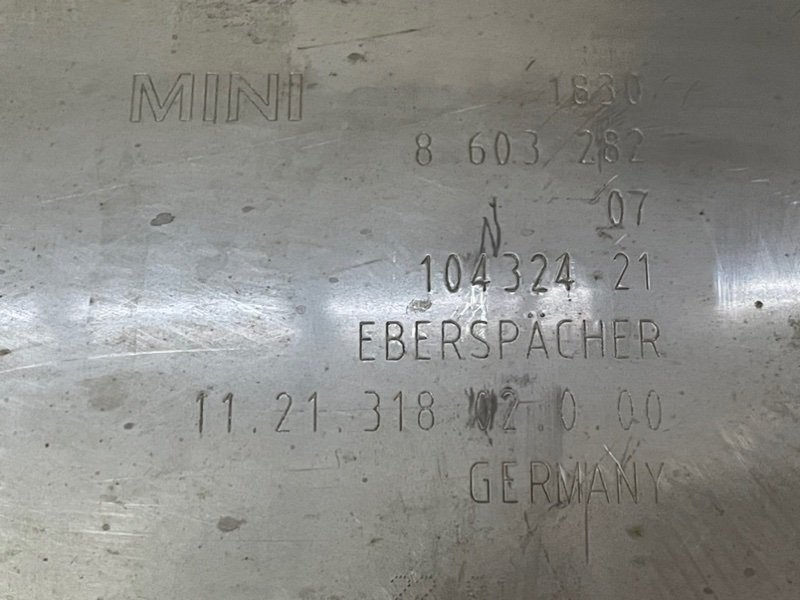 MINI 1830
8 603 282
N 07
104324 21
EBERSPÄCHER
11.21.318 02.0.00
GERMANY